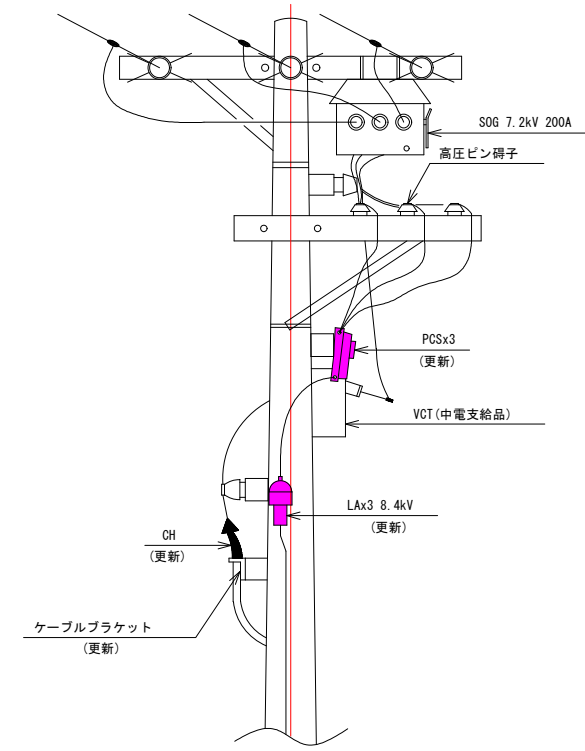 SOG 7.2kV 200A
高圧ピン碍子
PCSx3
(更新)
VCT(中電支給品)
LAx3 8.4kV
(更新)
CH
(更新)
ケーブルブラケット
(更新)